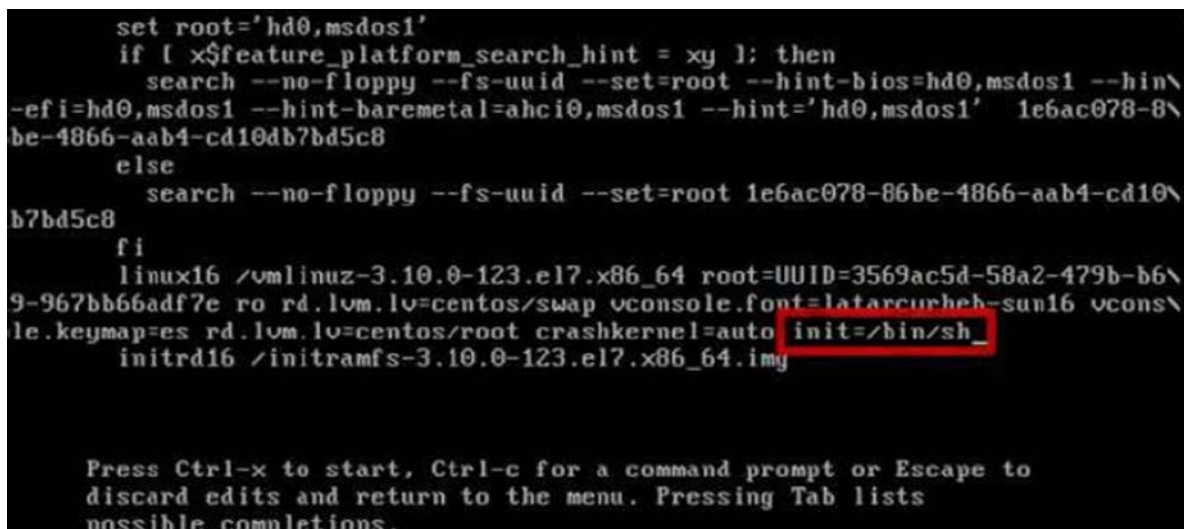 set root='hd0,msdos1'
if [ x$feature_platform_search_hint = xy ]; then
search --no-floppy --fs-uuid --set=root --hint-bios=hd0,msdos1 --hin\
-efi=hd0,msdos1 --hint-baremetal=ahci0,msdos1 --hint='hd0,msdos1' 1e6ac078-8\
be-4866-aab4-cd10db7bd5c8
else
search --no-floppy --fs-uuid --set=root 1e6ac078-86be-4866-aab4-cd10\
b7bd5c8
fi
linux16 /vmlinuz-3.10.0-123.el7.x86_64 root=UUID=3569ac5d-58a2-479b-b6\
9-967bb66adf7e ro rd.lvm.lv=centos/swap vconsole.font=latarcyrheb-sun16 vcons\
le.keymap=es rd.lvm.lv=centos/root crashkernel=auto init=/bin/sh_
initrd16 /initramfs-3.10.0-123.el7.x86_64.img
Press Ctrl-x to start, Ctrl-c for a command prompt or Escape to
discard edits and return to the menu. Pressing Tab lists
possible completions.